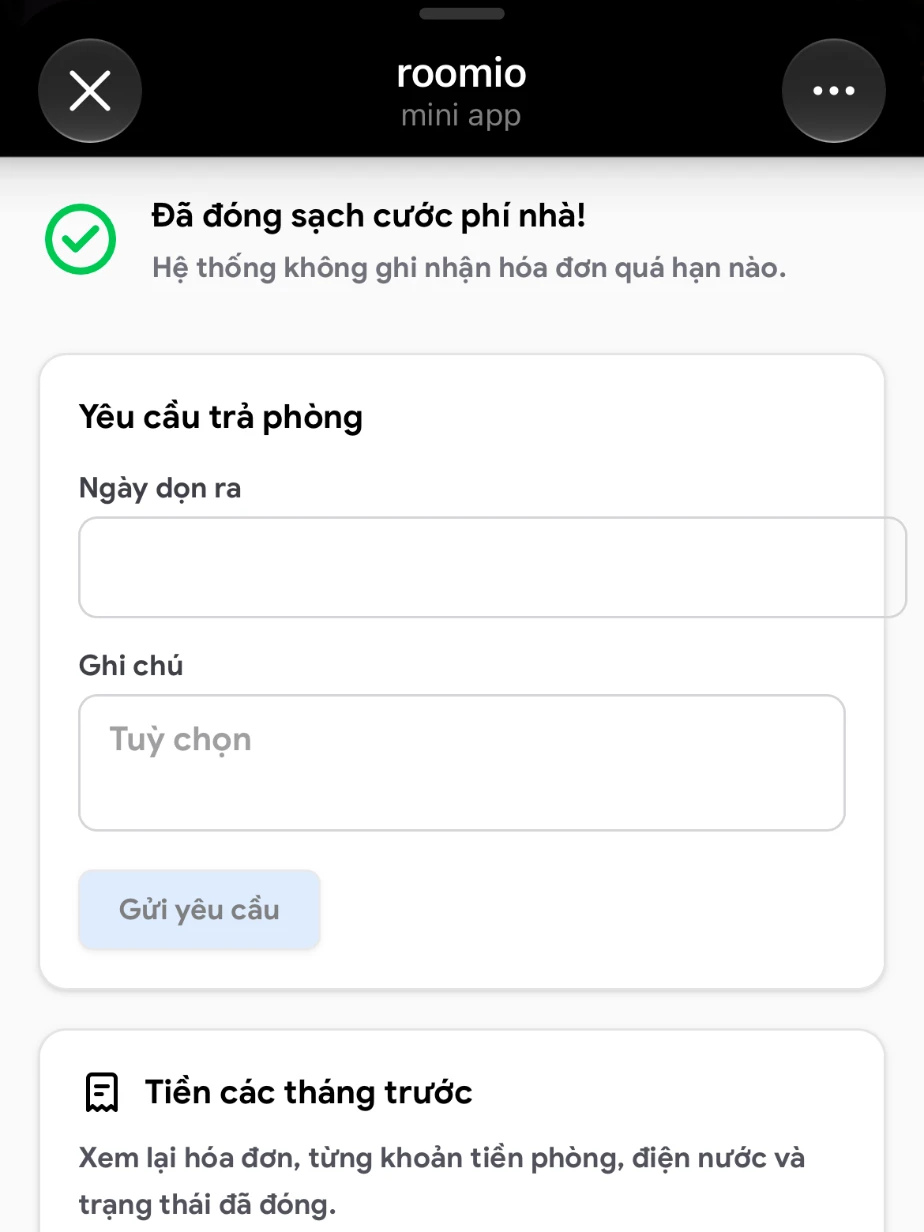 roomio
mini app
Đã đóng sạch cước phí nhà!
Hệ thống không ghi nhận hóa đơn quá hạn nào.
Yêu cầu trả phòng
Ngày dọn ra
Ghi chú
Tuỳ chọn
Gửi yêu cầu
Tiền các tháng trước
Xem lại hóa đơn, từng khoản tiền phòng, điện nước và
trạng thái đã đóng.